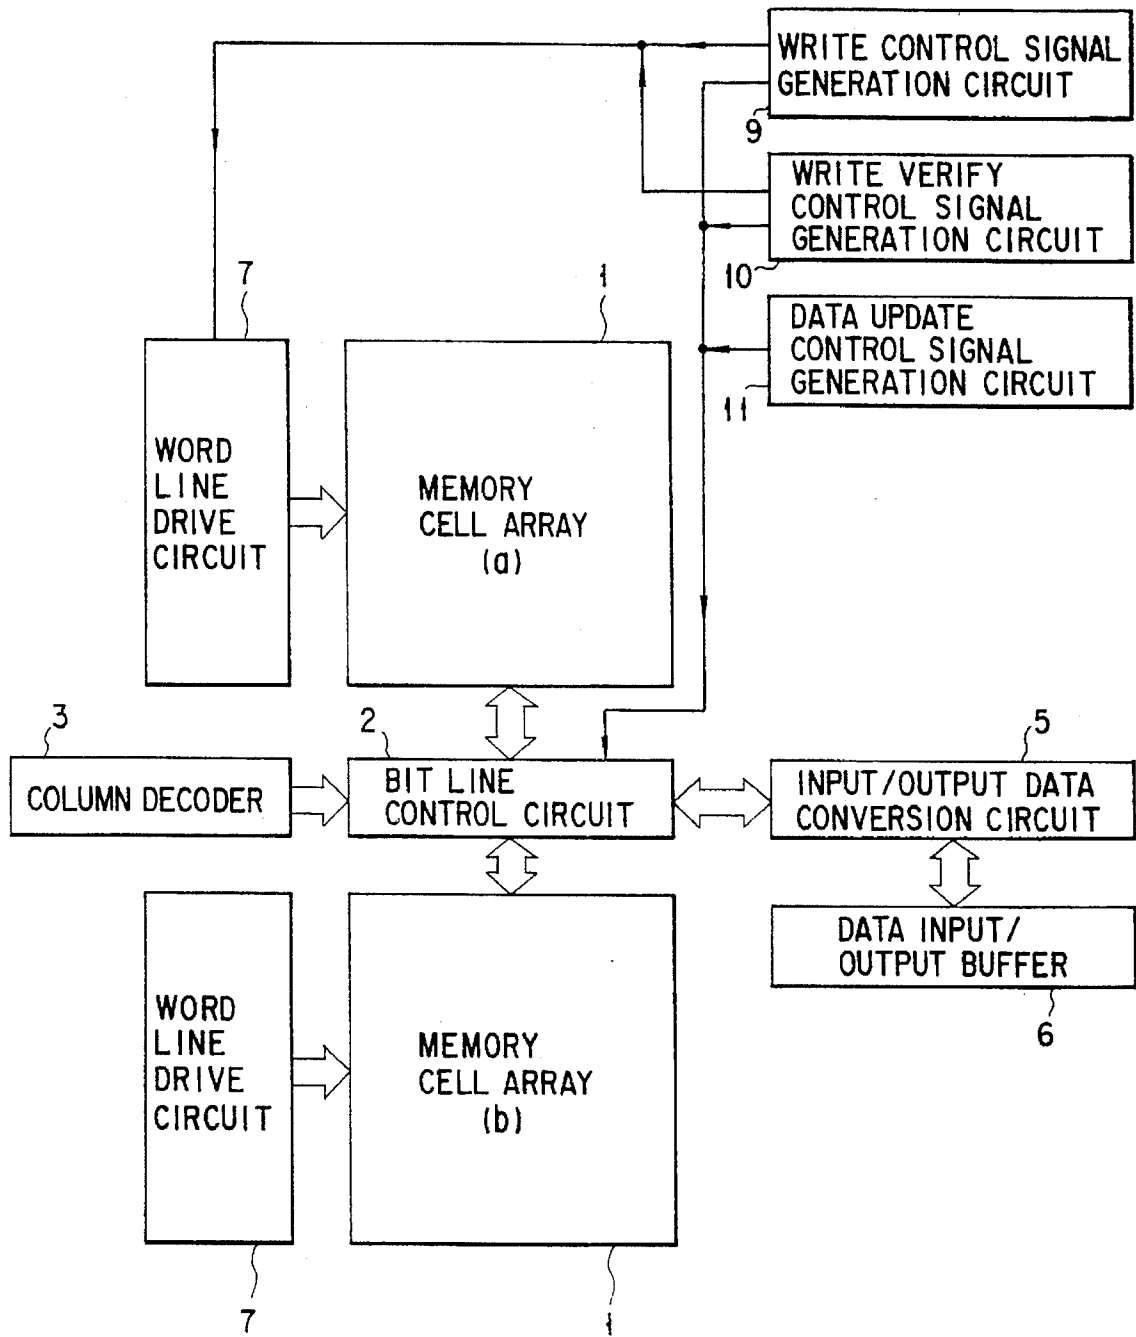 WRITE CONTROL SIGNAL
GENERATION CIRCUIT
9
WRITE VERIFY
CONTROL SIGNAL
GENERATION CIRCUIT
10
DATA UPDATE
CONTROL SIGNAL
GENERATION CIRCUIT
11
7
1
WORD
LINE
DRIVE
CIRCUIT
MEMORY
CELL ARRAY
(a)
3
2
5
COLUMN DECODER
BIT LINE
CONTROL CIRCUIT
INPUT/OUTPUT DATA
CONVERSION CIRCUIT
DATA INPUT/
OUTPUT BUFFER
6
WORD
LINE
DRIVE
CIRCUIT
MEMORY
CELL ARRAY
(b)
7
1